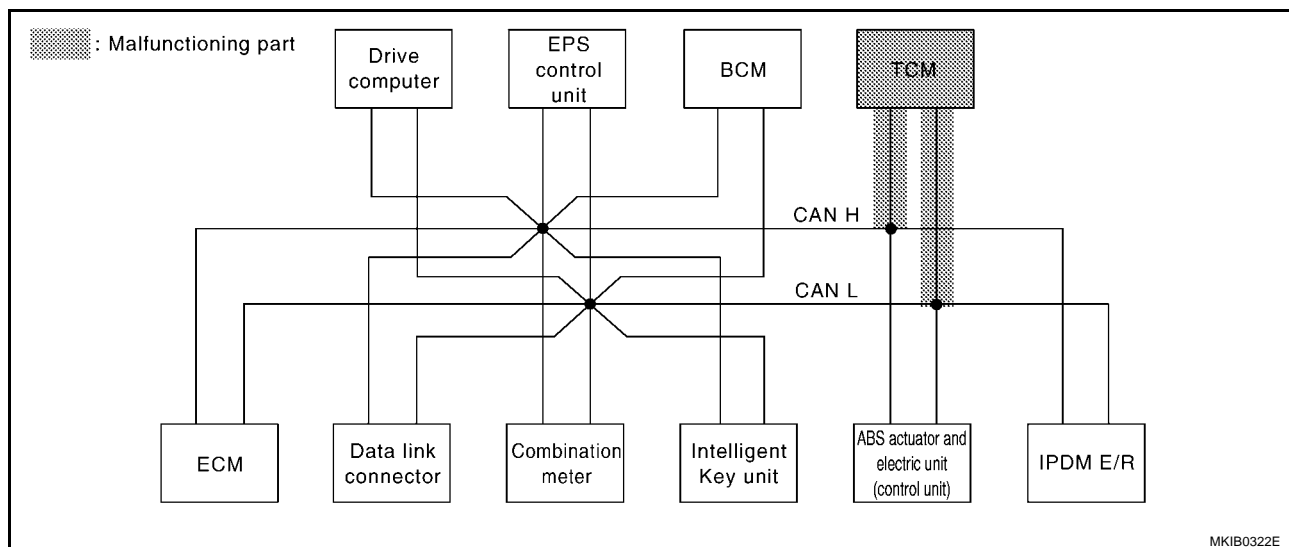 : Malfunctioning part
Drive
computer
EPS
control
unit
BCM
TCM
CAN H
CAN L
ECM
Data link
connector
Combination
meter
Intelligent
Key unit
ABS actuator and
electric unit
(control unit)
IPDM E/R
MKIB0322E